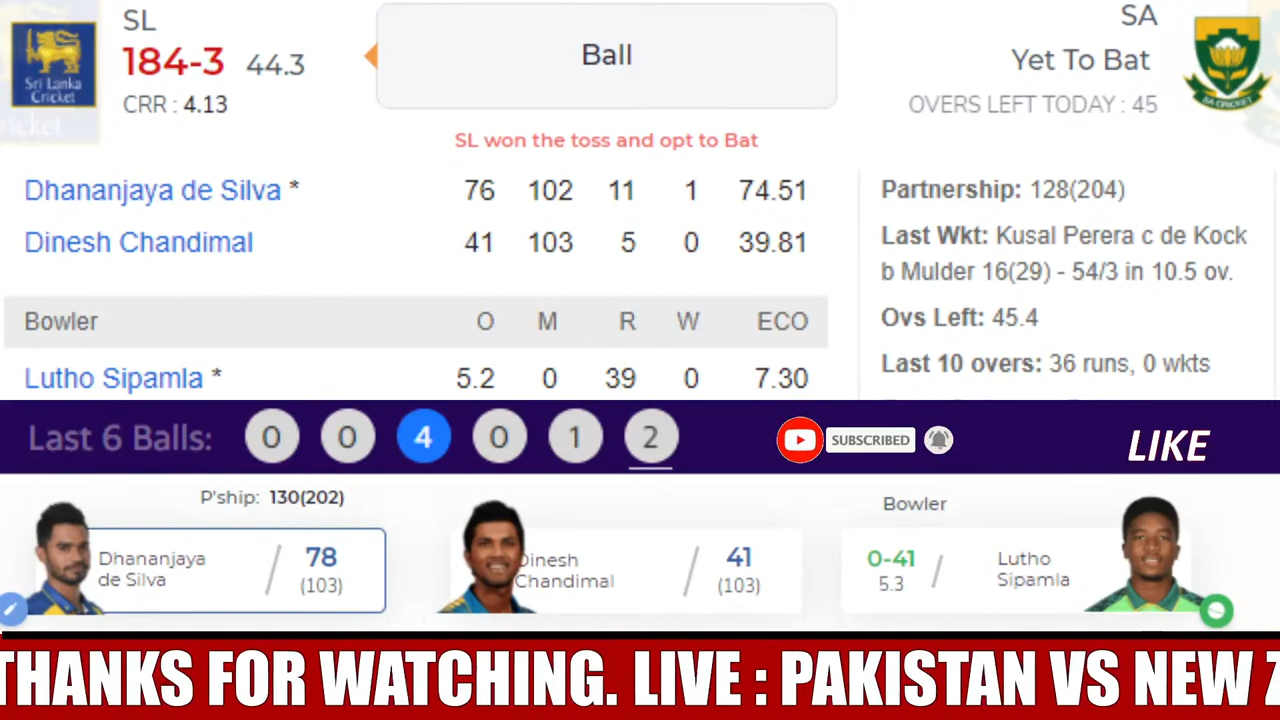 SL
184-3 44.3
CRR : 4.13
Sri Lanka
Cricket
ricket
Ball
SA
Yet To Bat
OVERS LEFT TODAY : 45
SA CRICKET
SL won the toss and opt to Bat
Dhananjaya de Silva * 76 102 11 1 74.51
Dinesh Chandimal 41 103 5 0 39.81
Bowler O M R W ECO
Lutho Sipamla * 5.2 0 39 0 7.30
Partnership: 128(204)
Last Wkt: Kusal Perera c de Kock
b Mulder 16(29) - 54/3 in 10.5 ov.
Ovs Left: 45.4
Last 10 overs: 36 runs, 0 wkts
Last 6 Balls: 0 0 4 0 1 2
SUBSCRIBED
LIKE
P'ship: 130(202)
Dhananjaya
de Silva
78
(103)
Dinesh
Chandimal
41
(103)
Bowler
0-41
5.3
Lutho
Sipamla
THANKS FOR WATCHING. LIVE : PAKISTAN VS NEW Z